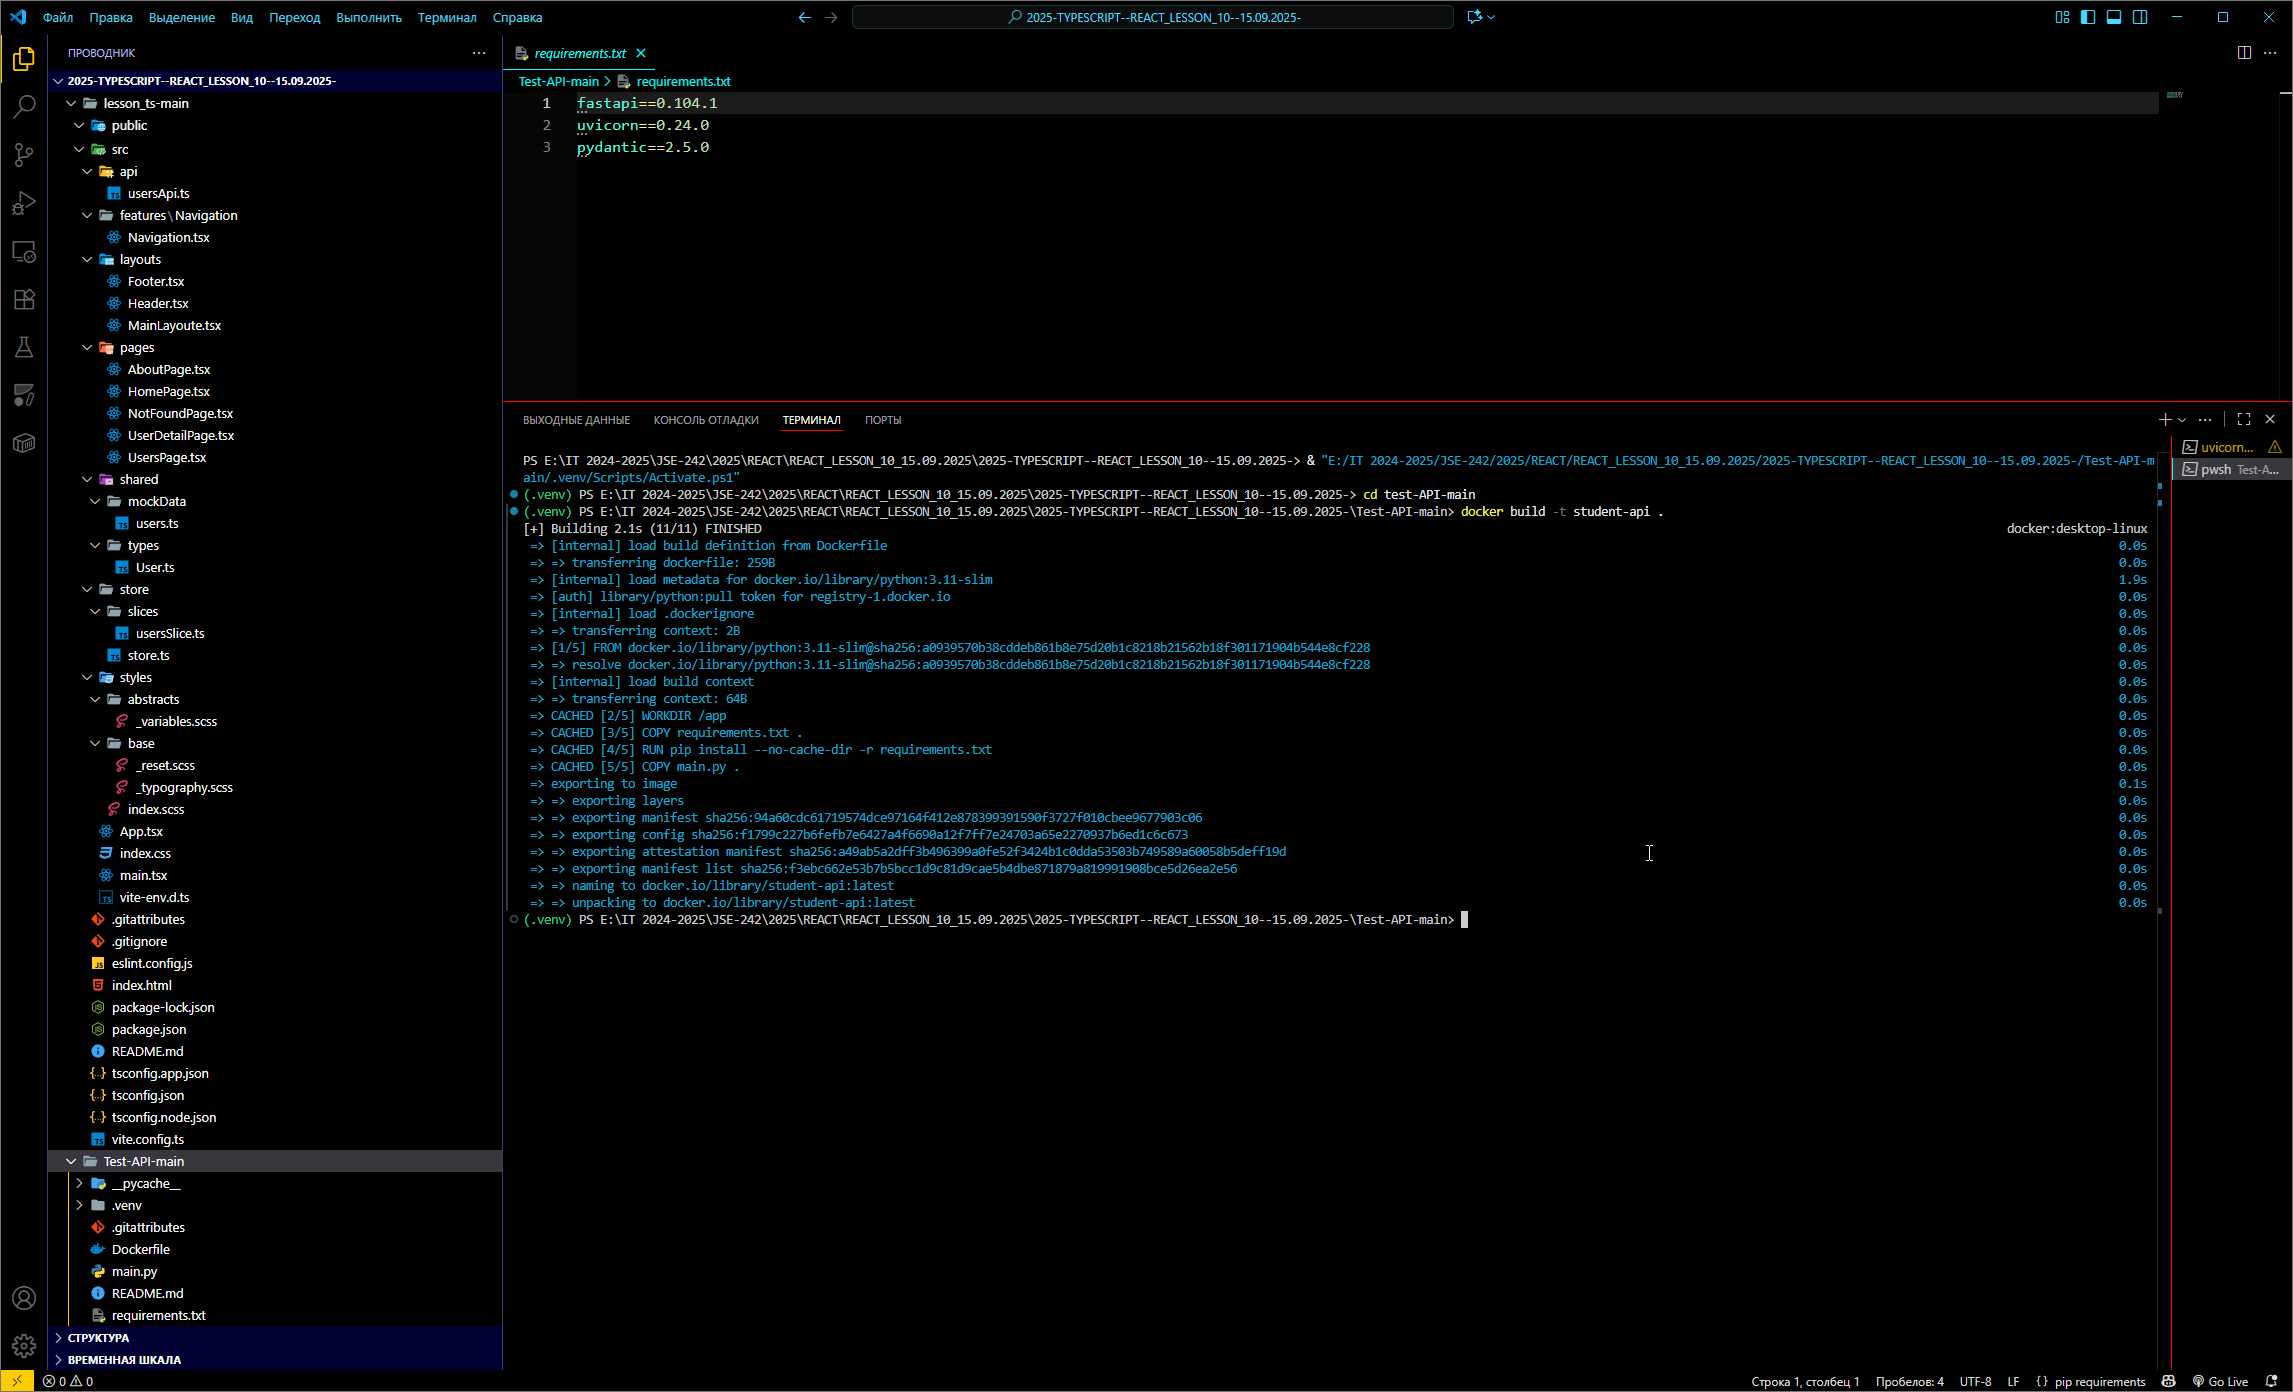 Файл Правка Выделение Вид Переход Выполнить Терминал Справка
2025-TYPESCRIPT--REACT_LESSON_10--15.09.2025-
ПРОВОДНИК
2025-TYPESCRIPT--REACT_LESSON_10--15.09.2025-
lesson_ts-main
public
src
api
usersApi.ts
features\Navigation
Navigation.tsx
layouts
Footer.tsx
Header.tsx
MainLayoute.tsx
pages
AboutPage.tsx
HomePage.tsx
NotFoundPage.tsx
UserDetailPage.tsx
UsersPage.tsx
shared
mockData
users.ts
types
User.ts
store
slices
usersSlice.ts
store.ts
styles
abstracts
_variables.scss
base
_reset.scss
_typography.scss
index.scss
App.tsx
index.css
main.tsx
vite-env.d.ts
.gitattributes
.gitignore
eslint.config.js
index.html
package-lock.json
package.json
README.md
tsconfig.app.json
tsconfig.json
tsconfig.node.json
vite.config.ts
Test-API-main
__pycache__
.venv
.gitattributes
Dockerfile
main.py
README.md
requirements.txt
СТРУКТУРА
ВРЕМЕННАЯ ШКАЛА
requirements.txt
Test-API-main > requirements.txt
1 fastapi==0.104.1
2 uvicorn==0.24.0
3 pydantic==2.5.0
ВЫХОДНЫЕ ДАННЫЕ КОНСОЛЬ ОТЛАДКИ ТЕРМИНАЛ ПОРТЫ
uvicorn...
pwsh Test-A...
PS E:\IT 2024-2025\JSE-242\2025\REACT\REACT_LESSON_10_15.09.2025\2025-TYPESCRIPT--REACT_LESSON_10--15.09.2025-> & "E:/IT 2024-2025/JSE-242/2025/REACT/REACT_LESSON_10_15.09.2025/2025-TYPESCRIPT--REACT_LESSON_10--15.09.2025-/Test-API-m
ain/.venv/Scripts/Activate.ps1"
(.venv) PS E:\IT 2024-2025\JSE-242\2025\REACT\REACT_LESSON_10_15.09.2025\2025-TYPESCRIPT--REACT_LESSON_10--15.09.2025-> cd test-API-main
(.venv) PS E:\IT 2024-2025\JSE-242\2025\REACT\REACT_LESSON_10_15.09.2025\2025-TYPESCRIPT--REACT_LESSON_10--15.09.2025-\Test-API-main> docker build -t student-api .
[+] Building 2.1s (11/11) FINISHED docker:desktop-linux
=> [internal] load build definition from Dockerfile 0.0s
=> => transferring dockerfile: 259B 0.0s
=> [internal] load metadata for docker.io/library/python:3.11-slim 1.9s
=> [auth] library/python:pull token for registry-1.docker.io 0.0s
=> [internal] load .dockerignore 0.0s
=> => transferring context: 2B 0.0s
=> [1/5] FROM docker.io/library/python:3.11-slim@sha256:a0939570b38cddeb861b8e75d20b1c8218b21562b18f301171904b544e8cf228 0.0s
=> => resolve docker.io/library/python:3.11-slim@sha256:a0939570b38cddeb861b8e75d20b1c8218b21562b18f301171904b544e8cf228 0.0s
=> [internal] load build context 0.0s
=> => transferring context: 64B 0.0s
=> CACHED [2/5] WORKDIR /app 0.0s
=> CACHED [3/5] COPY requirements.txt . 0.0s
=> CACHED [4/5] RUN pip install --no-cache-dir -r requirements.txt 0.0s
=> CACHED [5/5] COPY main.py . 0.0s
=> exporting to image 0.1s
=> => exporting layers 0.0s
=> => exporting manifest sha256:94a60cdc61719574dce97164f412e878399391590f3727f010cbee9677903c06 0.0s
=> => exporting config sha256:f1799c227b6fefb7e6427a4f6690a12f7ff7e24703a65e2270937b6ed1c6c673 0.0s
=> => exporting attestation manifest sha256:a49ab5a2dff3b496399a0fe52f3424b1c0dda53503b749589a60058b5deff19d 0.0s
=> => exporting manifest list sha256:f3ebc662e53b7b5bcc1d9c81d9cae5b4dbe871879a819991908bce5d26ea2e56 0.0s
=> => naming to docker.io/library/student-api:latest 0.0s
=> => unpacking to docker.io/library/student-api:latest 0.0s
(.venv) PS E:\IT 2024-2025\JSE-242\2025\REACT\REACT_LESSON_10_15.09.2025\2025-TYPESCRIPT--REACT_LESSON_10--15.09.2025-\Test-API-main>
0 0 Строка 1, столбец 1 Пробелов: 4 UTF-8 LF {} pip requirements Go Live